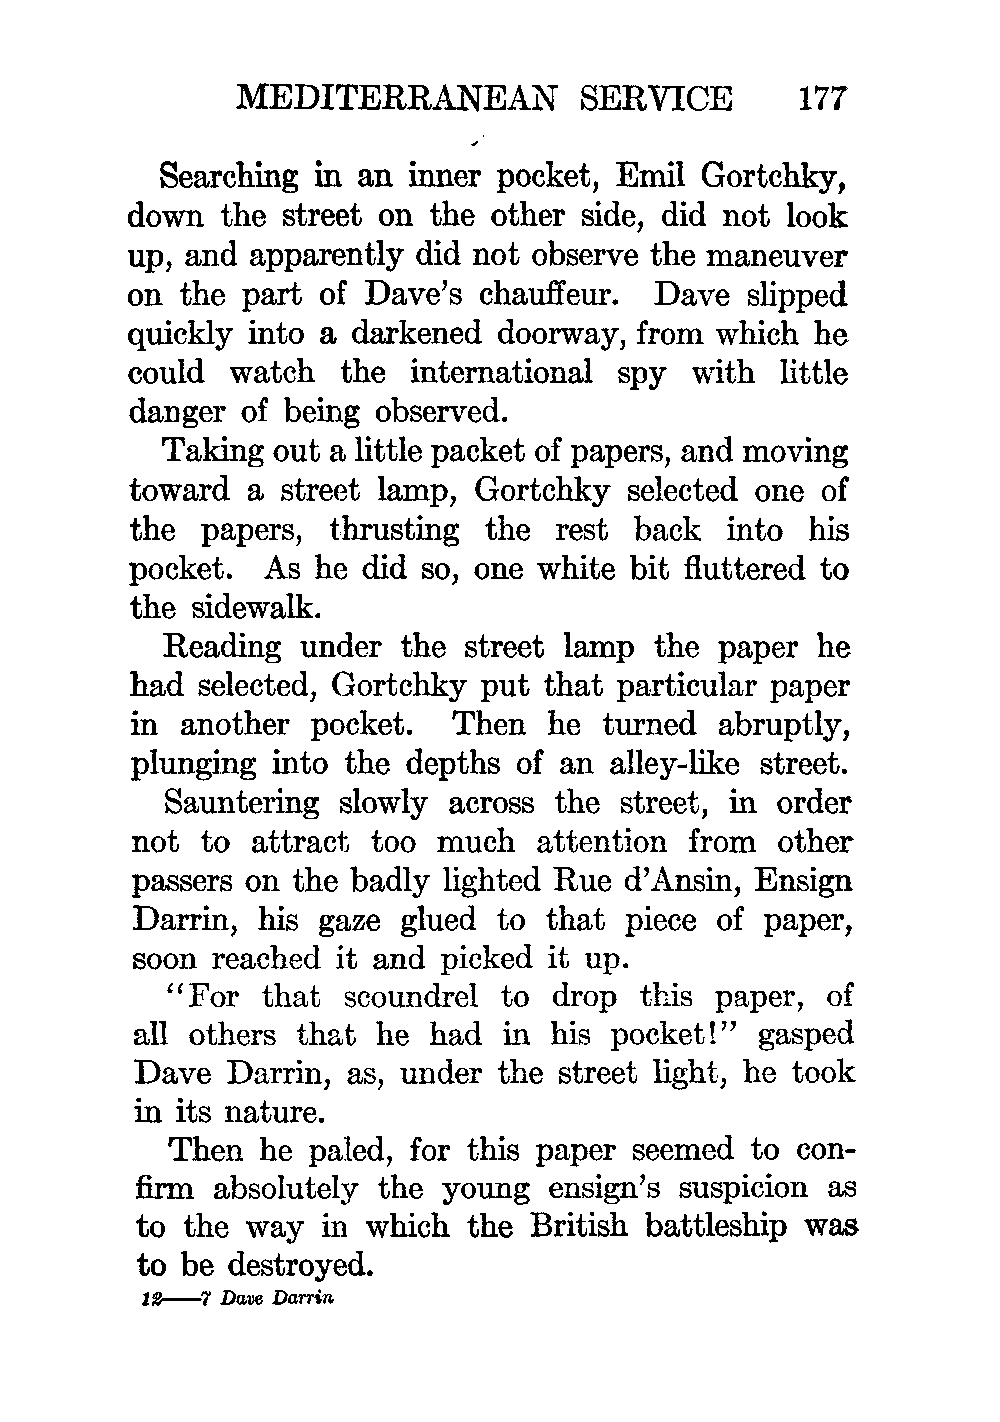 MEDITERRANEAN SERVICE 177
Searching in an inner pocket, Emil Gortchky,
down the street on the other side, did not look
up, and apparently did not observe the maneuver
on the part of Dave's chauffeur. Dave slipped
quickly into a darkened doorway, from which he
could watch the international spy with little
danger of being observed.
Taking out a little packet of papers, and moving
toward a street lamp, Gortchky selected one of
the papers, thrusting the rest back into his
pocket. As he did so, one white bit fluttered to
the sidewalk.
Reading under the street lamp the paper he
had selected, Gortchky put that particular paper
in another pocket. Then he turned abruptly,
plunging into the depths of an alley-like street.
Sauntering slowly across the street, in order
not to attract too much attention from other
passers on the badly lighted Rue d'Ansin, Ensign
Darrin, his gaze glued to that piece of paper,
soon reached it and picked it up.
"For that scoundrel to drop this paper, of
all others that he had in his pocket!" gasped
Dave Darrin, as, under the street light, he took
in its nature.
Then he paled, for this paper seemed to con-
firm absolutely the young ensign's suspicion as
to the way in which the British battleship was
to be destroyed.
12—7 Dave Darrin